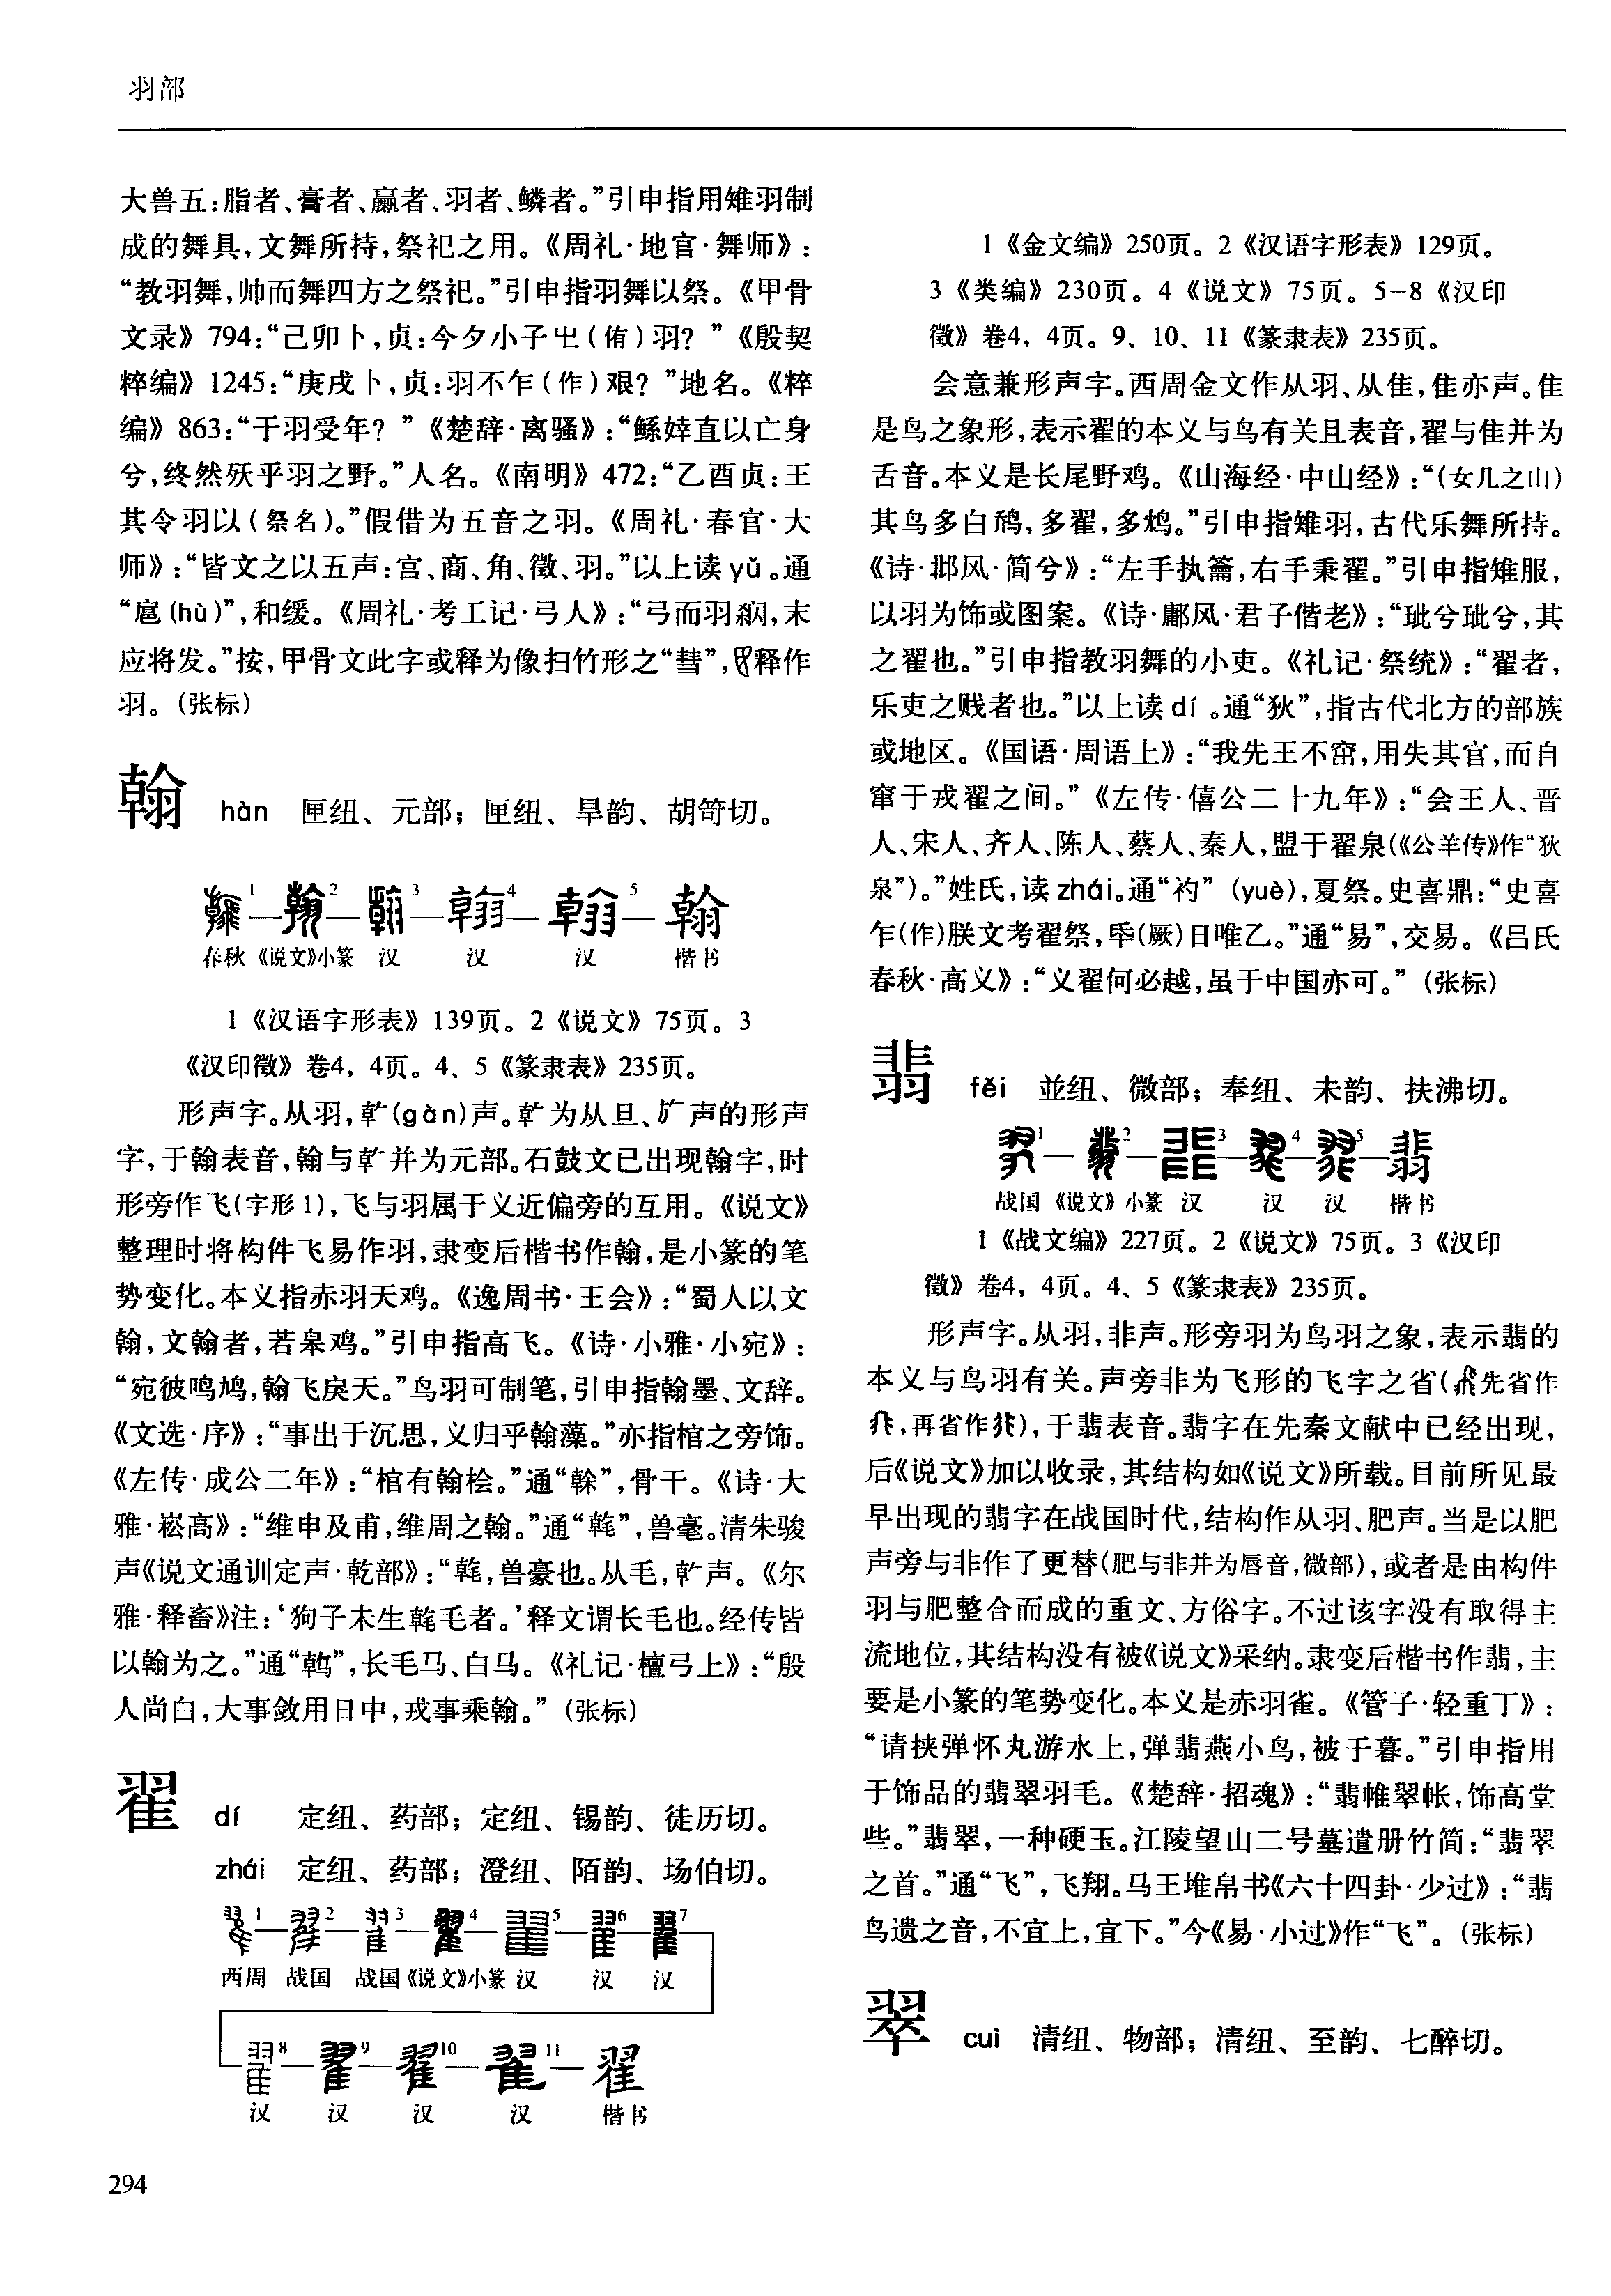 羽部
大兽五:脂者、膏者、臝者、羽者、鳞者。”引申指用雉羽制
成的舞具,文舞所持,祭祀之用。《周礼·地官·舞师》:
“教羽舞,帅而舞四方之祭祀。”引申指羽舞以祭。《甲骨
文录》794:“己卯卜,贞:今夕小子㞢(侑)羽?”《殷契
粹编》1245:“庚戌卜,贞:羽不乍(作)艰?”地名。《粹
编》863:“于羽受年?”《楚辞·离骚》:“鲧婞直以亡身
兮,终然殀乎羽之野。”人名。《南明》472:“乙酉贞:王
其令羽以(祭名)。”假借为五音之羽。《周礼·春官·大
师》:“皆文之以五声:宫、商、角、徵、羽。”以上读yǔ。通
“扈(hù)”,和缓。《周礼·考工记·弓人》:“弓而羽𥻘,末
应将发。”按,甲骨文此字或释为像扫竹形之“彗”,释作
羽。(张标)
翰 hàn 匣纽、元部;匣纽、旱韵、胡笴切。
1 2 3 4 5 翰
春秋 《说文》小篆 汉 汉 汉 楷书
1《汉语字形表》139页。2《说文》75页。3
《汉印徵》卷4,4页。4、5《篆隶表》235页。
形声字。从羽,倝(gàn)声。倝为从旦、㫃声的形声
字,于翰表音,翰与倝并为元部。石鼓文已出现翰字,时
形旁作飞(字形1),飞与羽属于义近偏旁的互用。《说文》
整理时将构件飞易作羽,隶变后楷书作翰,是小篆的笔
势变化。本义指赤羽天鸡。《逸周书·王会》:“蜀人以文
翰,文翰者,若皋鸡。”引申指高飞。《诗·小雅·小宛》:
“宛彼鸣鸠,翰飞戾天。”鸟羽可制笔,引申指翰墨、文辞。
《文选·序》:“事出于沉思,义归乎翰藻。”亦指棺之旁饰。
《左传·成公二年》:“棺有翰桧。”通“榦”,骨干。《诗·大
雅·崧高》:“维申及甫,维周之翰。”通“毼”,兽毫。清朱骏
声《说文通训定声·乾部》:“,兽豪也。从毛,倝声。《尔
雅·释畜》注:‘狗子未生毛者。’释文谓长毛也。经传皆
以翰为之。”通“”,长毛马、白马。《礼记·檀弓上》:“殷
人尚白,大事敛用日中,戎事乘翰。”(张标)
翟 dí 定纽、药部;定纽、锡韵、徒历切。
zhái 定纽、药部;澄纽、陌韵、场伯切。
1 2 3 4 5 6 7
西周 战国 战国 《说文》小篆 汉 汉 汉
8 9 10 11 翟
汉 汉 汉 汉 楷书
294
1《金文编》250页。2《汉语字形表》129页。
3《类编》230页。4《说文》75页。5-8《汉印
徵》卷4,4页。9、10、11《篆隶表》235页。
会意兼形声字。西周金文作从羽、从隹,隹亦声。隹
是鸟之象形,表示翟的本义与鸟有关且表音,翟与隹并为
舌音。本义是长尾野鸡。《山海经·中山经》:“(女几之山)
其鸟多白鹇,多翟,多鸩。”引申指雉羽,古代乐舞所持。
《诗·邶风·简兮》:“左手执籥,右手秉翟。”引申指雉服,
以羽为饰或图案。《诗·鄘风·君子偕老》:“玼兮玼兮,其
之翟也。”引申指教羽舞的小吏。《礼记·祭统》:“翟者,
乐吏之贱者也。”以上读dí。通“狄”,指古代北方的部族
或地区。《国语·周语上》:“我先王不窋,用失其官,而自
窜于戎翟之间。”《左传·僖公二十九年》:“会王人、晋
人、宋人、齐人、陈人、蔡人、秦人,盟于翟泉(《公羊传》作“狄
泉”)。”姓氏,读zhái。通“礿”(yuè),夏祭。史喜鼎:“史喜
乍(作)朕文考翟祭,氒(厥)日唯乙。”通“易”,交易。《吕氏
春秋·高义》:“义翟何必越,虽于中国亦可。”(张标)
翡 fěi 並纽、微部;奉纽、未韵、扶沸切。
1 2 3 4 5 翡
战国 《说文》小篆 汉 汉 汉 楷书
1《战文编》227页。2《说文》75页。3《汉印
徵》卷4,4页。4、5《篆隶表》235页。
形声字。从羽,非声。形旁羽为鸟羽之象,表示翡的
本义与鸟羽有关。声旁非为飞形的飞字之省(先省作
,再省作),于翡表音。翡字在先秦文献中已经出现,
后《说文》加以收录,其结构如《说文》所载。目前所见最
早出现的翡字在战国时代,结构作从羽、肥声。当是以肥
声旁与非作了更替(肥与非并为唇音,微部),或者是由构件
羽与肥整合而成的重文、方俗字。不过该字没有取得主
流地位,其结构没有被《说文》采纳。隶变后楷书作翡,主
要是小篆的笔势变化。本义是赤羽雀。《管子·轻重丁》:
“请挟弹怀丸游水上,弹翡燕小鸟,被于暮。”引申指用
于饰品的翡翠羽毛。《楚辞·招魂》:“翡帷翠帐,饰高堂
些。”翡翠,一种硬玉。江陵望山二号墓遣册竹简:“翡翠
之首。”通“飞”,飞翔。马王堆帛书《六十四卦·少过》:“翡
鸟遗之音,不宜上,宜下。”今《易·小过》作“飞”。(张标)
翠 cuì 清纽、物部;清纽、至韵、七醉切。